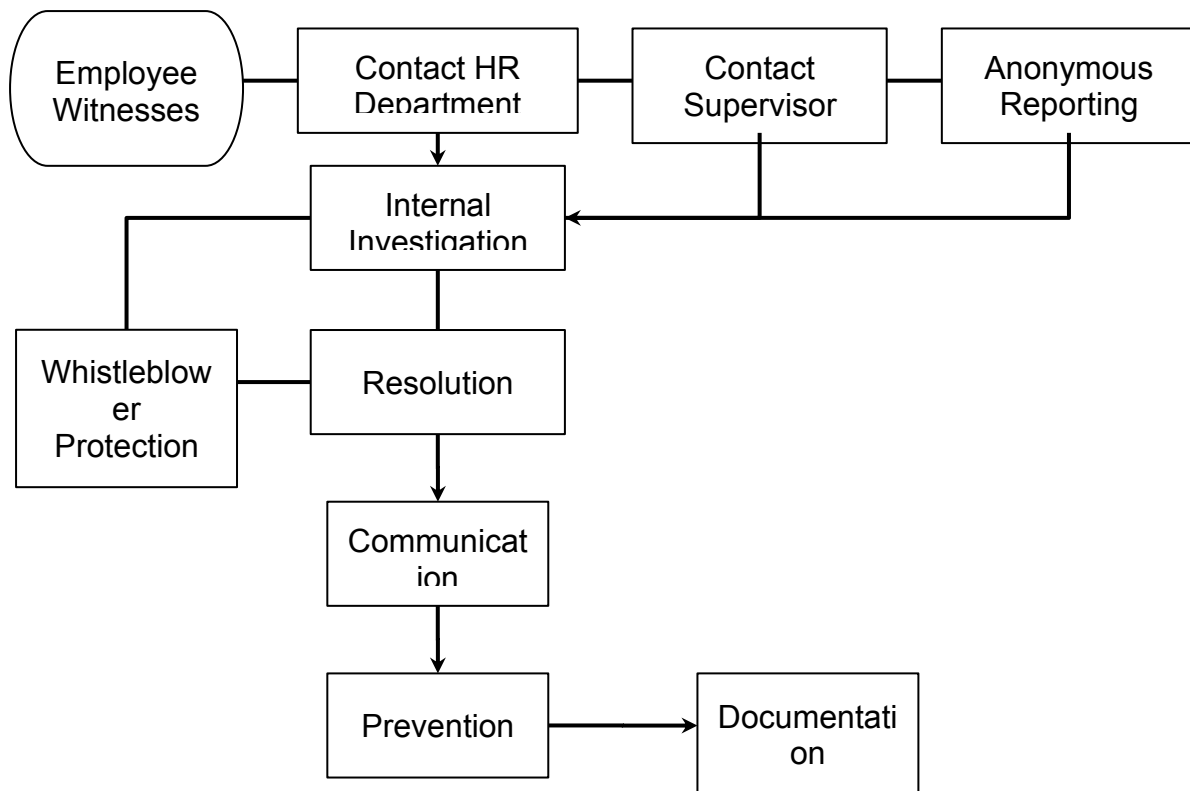 Employee
Witnesses
Contact HR
Department
Contact
Supervisor
Anonymous
Reporting
Internal
Investigation
Whistleblow
er
Protection
Resolution
Communicat
ion
Prevention
Documentati
on